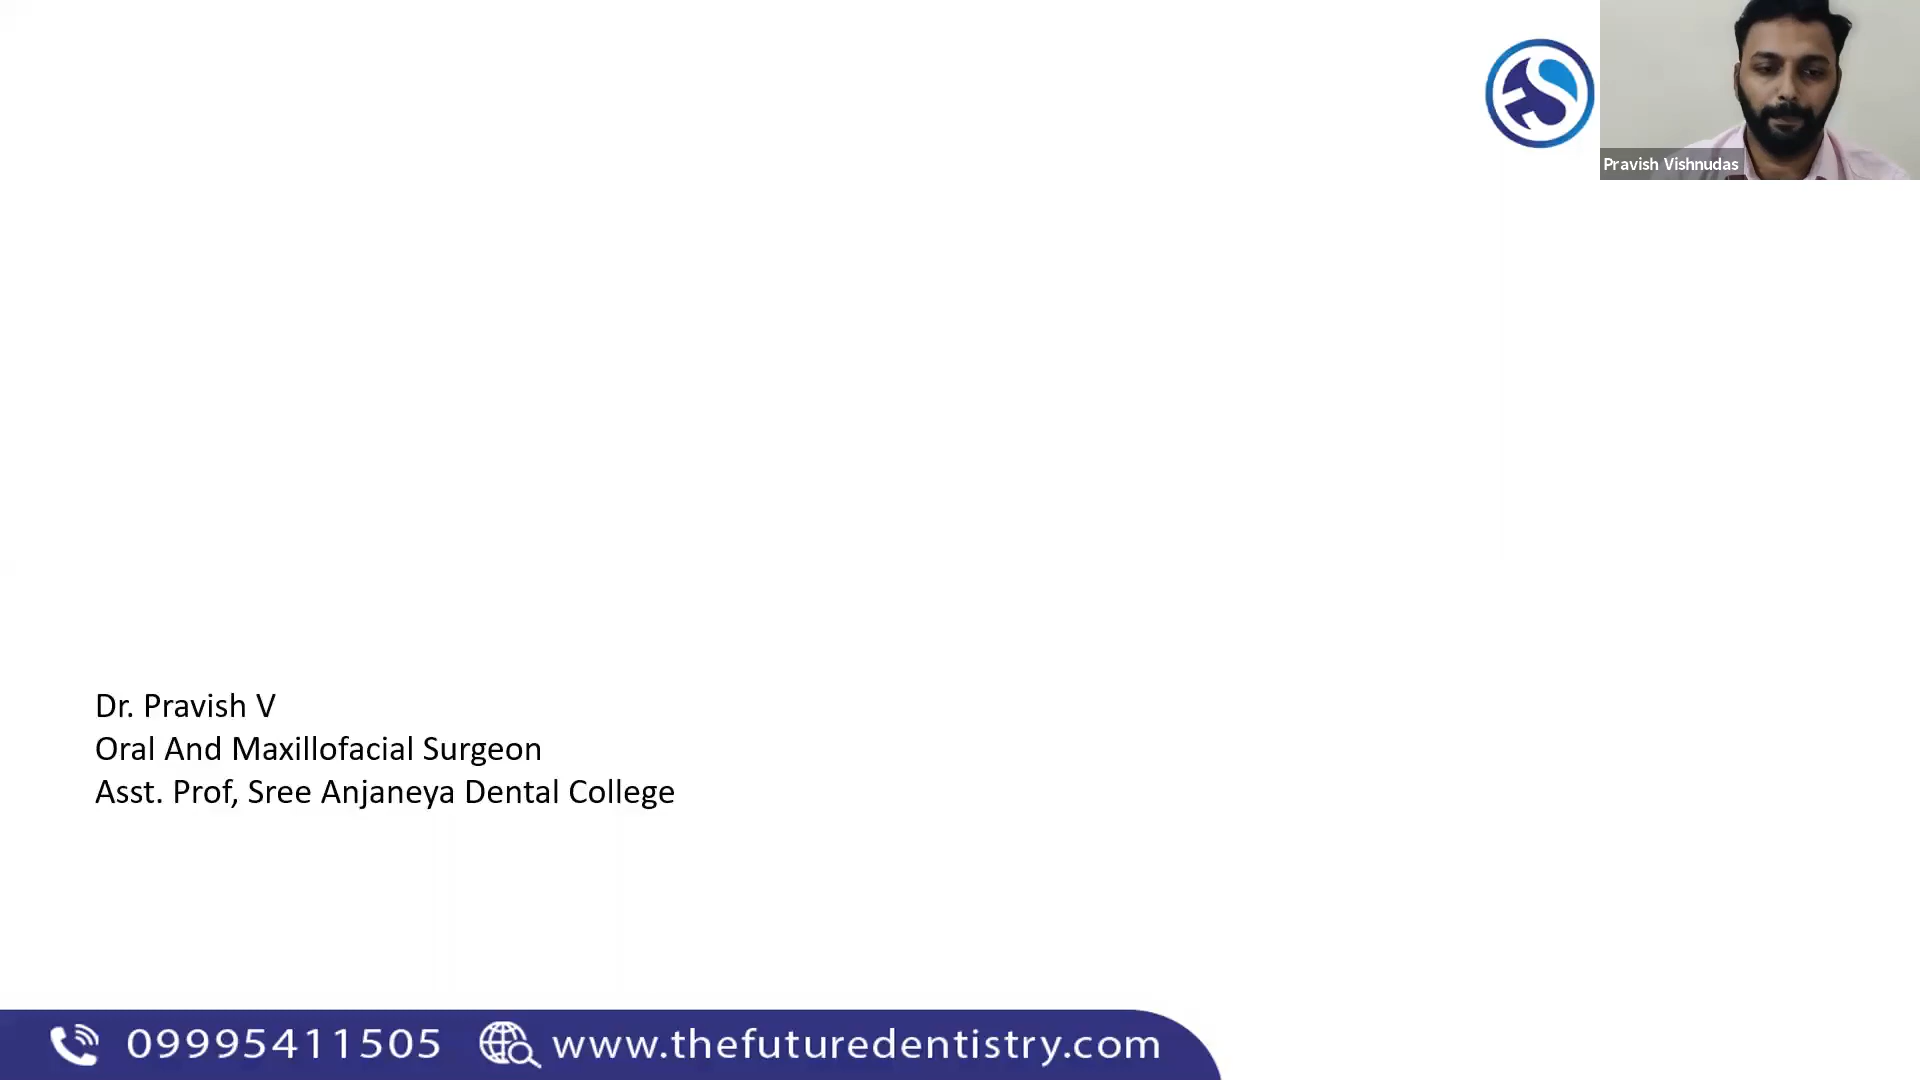 Pravish Vishnudas
Dr. Pravish V
Oral And Maxillofacial Surgeon
Asst. Prof, Sree Anjaneya Dental College
09995411505
www.thefuturedentistry.com